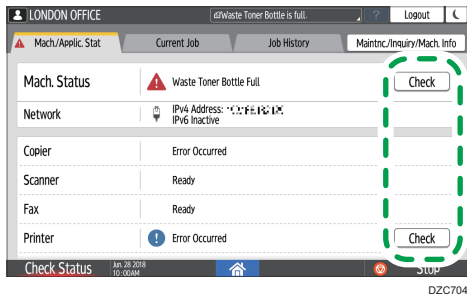 LONDON OFFICE
Waste Toner Bottle is full.
?
Logout
Mach./Applic. Stat
Current Job
Job History
Maintnc./Inquiry/Mach. Info
Mach. Status
Waste Toner Bottle Full
Check
Network
IPv4 Address:
IPv6 Inactive
Copier
Error Occurred
Scanner
Ready
Fax
Ready
Printer
Error Occurred
Check
Check Status
Jun. 28 2018
10:00AM
Stop
DZC704